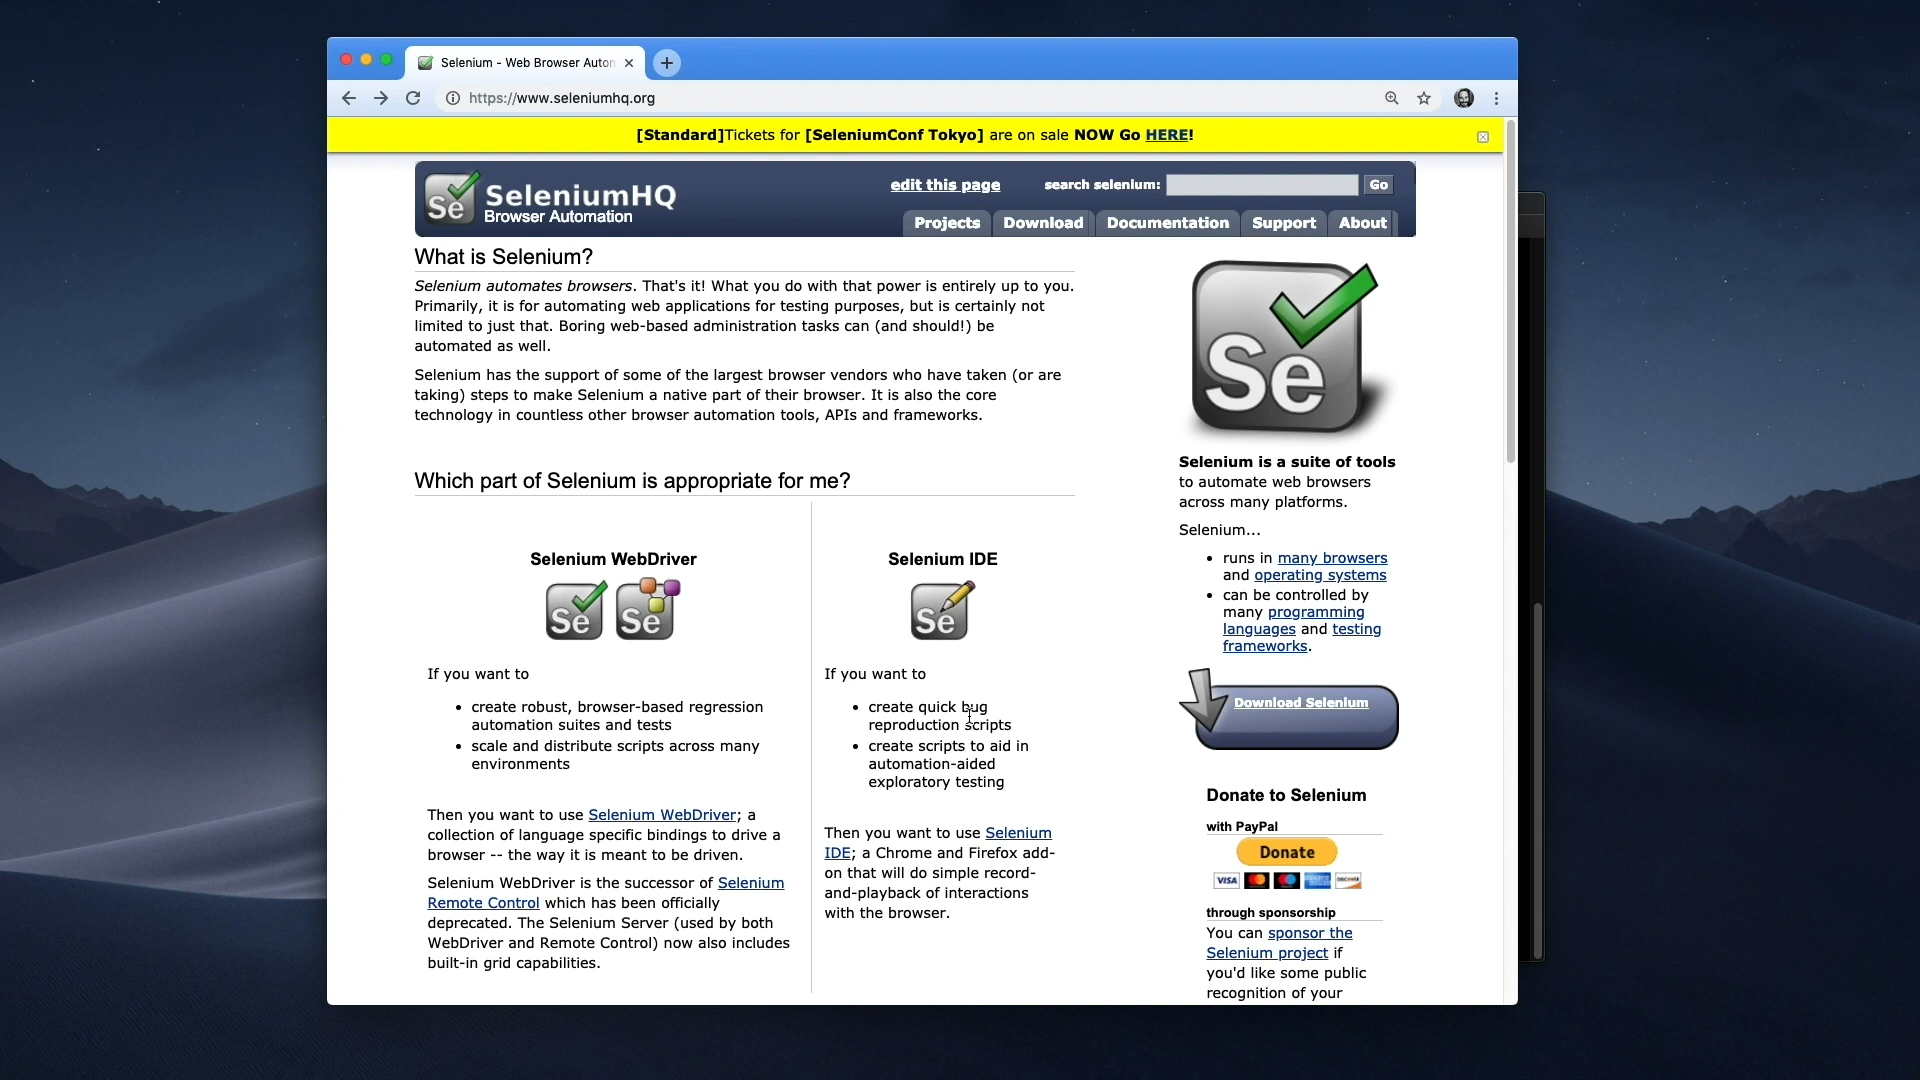 Selenium - Web Browser Auton
https://www.seleniumhq.org
[Standard]Tickets for [SeleniumConf Tokyo] are on sale NOW Go HERE!
Se SeleniumHQ
Browser Automation
edit this page
search selenium:
Go
Projects Download Documentation Support About
What is Selenium?
Selenium automates browsers. That's it! What you do with that power is entirely up to you.
Primarily, it is for automating web applications for testing purposes, but is certainly not
limited to just that. Boring web-based administration tasks can (and should!) be
automated as well.
Selenium has the support of some of the largest browser vendors who have taken (or are
taking) steps to make Selenium a native part of their browser. It is also the core
technology in countless other browser automation tools, APIs and frameworks.
Which part of Selenium is appropriate for me?
Selenium WebDriver
Se Se
If you want to
• create robust, browser-based regression
automation suites and tests
• scale and distribute scripts across many
environments
Then you want to use Selenium WebDriver; a
collection of language specific bindings to drive a
browser -- the way it is meant to be driven.
Selenium WebDriver is the successor of Selenium
Remote Control which has been officially
deprecated. The Selenium Server (used by both
WebDriver and Remote Control) now also includes
built-in grid capabilities.
Selenium IDE
Se
If you want to
• create quick bug
reproduction scripts
• create scripts to aid in
automation-aided
exploratory testing
Then you want to use Selenium
IDE; a Chrome and Firefox add-
on that will do simple record-
and-playback of interactions
with the browser.
Se
Selenium is a suite of tools
to automate web browsers
across many platforms.
Selenium...
• runs in many browsers
and operating systems
• can be controlled by
many programming
languages and testing
frameworks.
Download Selenium
Donate to Selenium
with PayPal
Donate
VISA
DISCOVER
through sponsorship
You can sponsor the
Selenium project if
you'd like some public
recognition of your